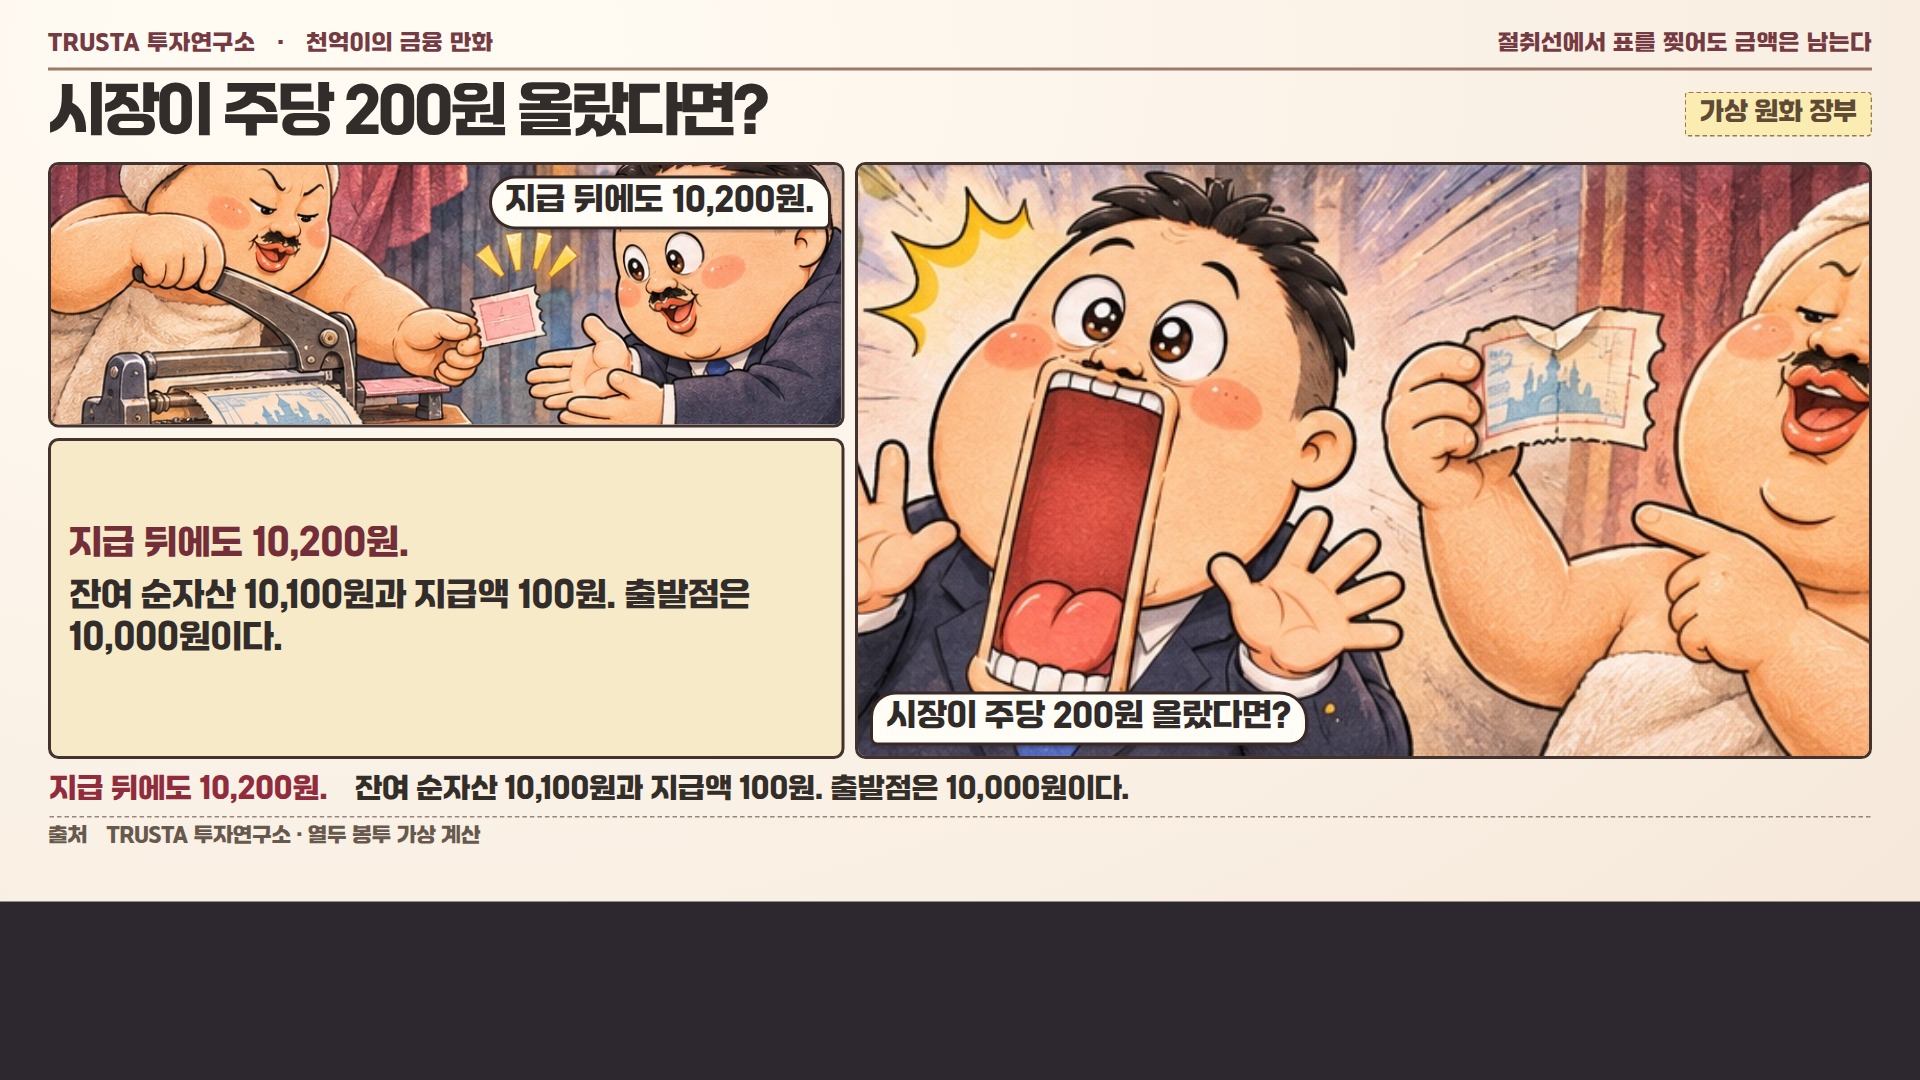 TRUSTA 투자연구소 · 천억이의 금융 만화
절취선에서 표를 찢어도 금액은 남는다
시장이 주당 200원 올랐다면?
가상 원화 장부
지급 뒤에도 10,200원.
지급 뒤에도 10,200원.
잔여 순자산 10,100원과 지급액 100원. 출발점은
10,000원이다.
시장이 주당 200원 올랐다면?
지급 뒤에도 10,200원. 잔여 순자산 10,100원과 지급액 100원. 출발점은 10,000원이다.
출처 TRUSTA 투자연구소 · 열두 봉투 가상 계산